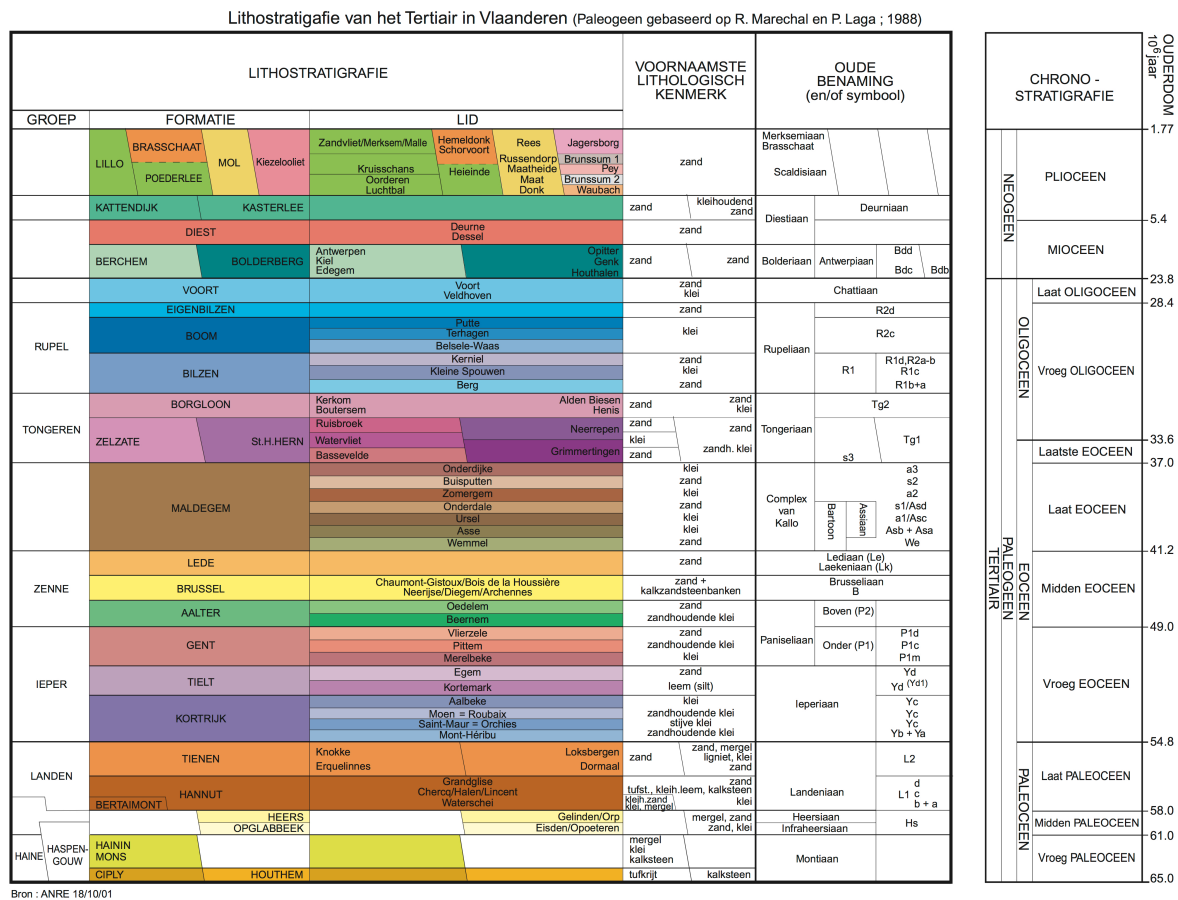 Lithostratigafie van het Tertiair in Vlaanderen (Paleogeen gebaseerd op R. Marechal en P. Laga ; 1988)
LITHOSTRATIGRAFIE
VOORNAAMSTE
LITHOLOGISCH
KENMERK
OUDE
BENAMING
(en/of symbool)
GROEP
FORMATIE
LID
LILLO
BRASSCHAAT
POEDERLEE
MOL
Kiezelooliet
Zandvliet/Merksem/Malle
Kruisschans
Oorderen
Luchtbal
Hemeldonk
Schorvoort
Heieinde
Rees
Russendorp
Maatheide
Maat
Donk
Jagersborg
Brunssum 1
Pey
Brunssum 2
Waubach
zand
Merksemiaan
Brasschaat
Scaldisiaan
KATTENDIJK
KASTERLEE
zand
kleihoudend
zand
Diestiaan
Deurniaan
DIEST
Deurne
Dessel
zand
BERCHEM
BOLDERBERG
Antwerpen
Kiel
Edegem
Opitter
Genk
Houthalen
zand
zand
Bolderiaan
Antwerpiaan
Bdd
Bdc
Bdb
VOORT
Voort
Veldhoven
zand
klei
Chattiaan
RUPEL
EIGENBILZEN
zand
Rupeliaan
R2d
BOOM
Putte
Terhagen
Belsele-Waas
klei
R2c
BILZEN
Kerniel
Kleine Spouwen
Berg
zand
klei
zand
R1
R1d,R2a-b
R1c
R1b+a
TONGEREN
BORGLOON
Kerkom
Boutersem
Alden Biesen
Henis
zand
zand
klei
Tongeriaan
Tg2
ZELZATE
St.H.HERN
Ruisbroek
Watervliet
Bassevelde
Neerrepen
Grimmertingen
zand
klei
zand
zand
zandh. klei
s3
Tg1
MALDEGEM
Onderdijke
Buisputten
Zomergem
Onderdale
Ursel
Asse
Wemmel
klei
zand
klei
zand
klei
klei
zand
Complex
van
Kallo
Bartoon
Assiaan
a3
s2
a2
s1/Asd
a1/Asc
Asb + Asa
We
ZENNE
LEDE
zand
Lediaan (Le)
Laekeniaan (Lk)
BRUSSEL
Chaumont-Gistoux/Bois de la Houssière
Neerijse/Diegem/Archennes
zand +
kalkzandsteenbanken
Brusseliaan
B
AALTER
Oedelem
Beernem
zand
zandhoudende klei
Paniseliaan
Boven (P2)
IEPER
GENT
Vlierzele
Pittem
Merelbeke
zand
zandhoudende klei
klei
Onder (P1)
P1d
P1c
P1m
TIELT
Egem
Kortemark
zand
leem (silt)
Ieperiaan
Yd
Yd (Yd1)
KORTRIJK
Aalbeke
Moen = Roubaix
Saint-Maur = Orchies
Mont-Héribu
klei
zandhoudende klei
stijve klei
zandhoudende klei
Yc
Yc
Yc
Yb + Ya
LANDEN
TIENEN
Knokke
Erquelinnes
Loksbergen
Dormaal
zand
zand, mergel
ligniet, klei
zand
Landeniaan
L2
HANNUT
BERTAIMONT
Grandglise
Chercq/Halen/Lincent
Waterschei
zand
tufst., kleih.leem, kalksteen
klei
kleih.zand
klei, mergel
L1
d
c
b + a
HEERS
OPGLABBEEK
Gelinden/Orp
Eisden/Opoeteren
mergel, zand
zand, klei
Heersiaan
Infraheersiaan
Hs
HAINE
HASPEN-
GOUW
HAININ
MONS
mergel
klei
kalksteen
Montiaan
CIPLY
HOUTHEM
tufkrijt
kalksteen
Bron : ANRE 18/10/01
CHRONO -
STRATIGRAFIE
OUDERDOM
10^6 jaar
TERTIAIR
NEOGEEN
PALEOGEEN
OLIGOCEEN
EOCEEN
PALEOCEEN
1.77
PLIOCEEN
5.4
MIOCEEN
23.8
Laat OLIGOCEEN
28.4
Vroeg OLIGOCEEN
33.6
Laatste EOCEEN
37.0
Laat EOCEEN
41.2
Midden EOCEEN
49.0
Vroeg EOCEEN
54.8
Laat PALEOCEEN
58.0
Midden PALEOCEEN
61.0
Vroeg PALEOCEEN
65.0